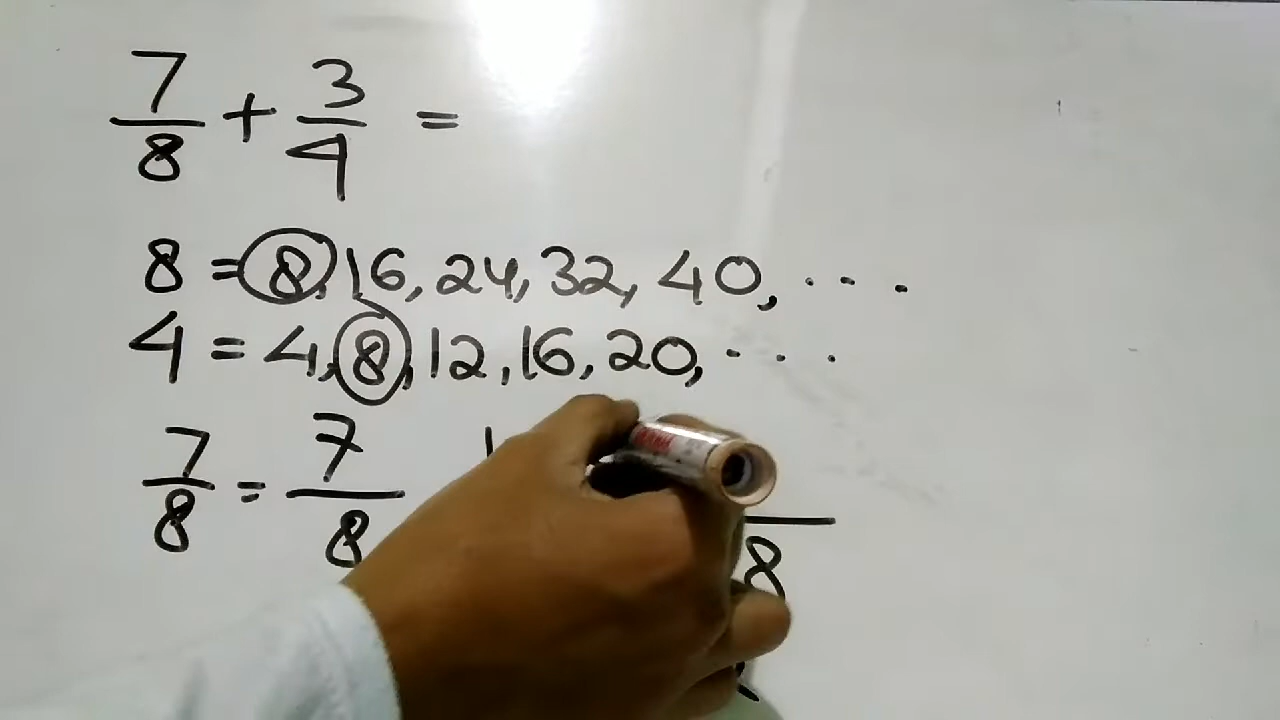 7/8 + 3/4 =
8 = 8, 16, 24, 32, 40, . . .
4 = 4, 8, 12, 16, 20, . . .
7/8 = 7/8
8